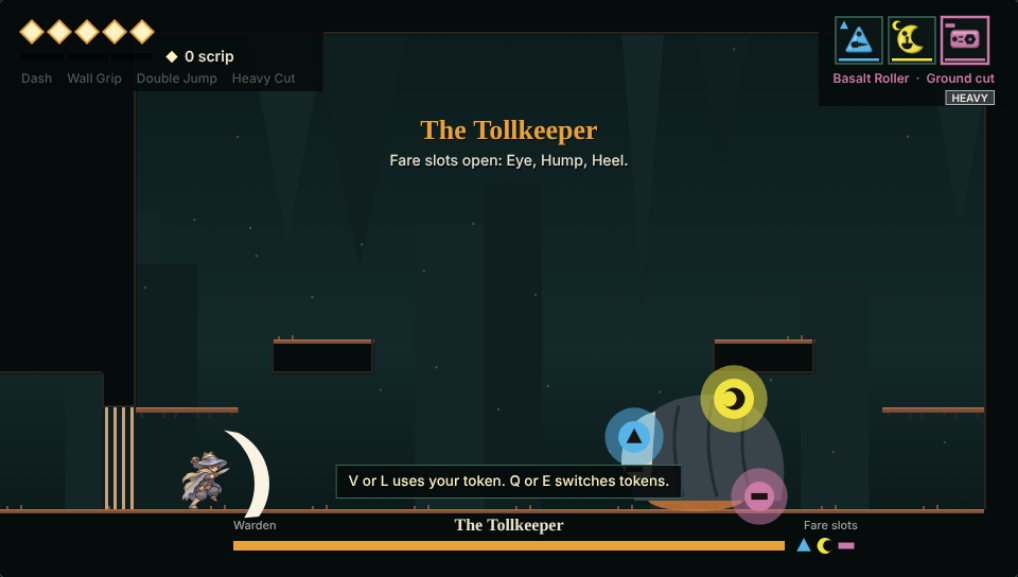 0 scrip
Dash Wall Grip Double Jump Heavy Cut
Basalt Roller · Ground cut
HEAVY
The Tollkeeper
Fare slots open: Eye, Hump, Heel.
V or L uses your token. Q or E switches tokens.
Warden
The Tollkeeper
Fare slots